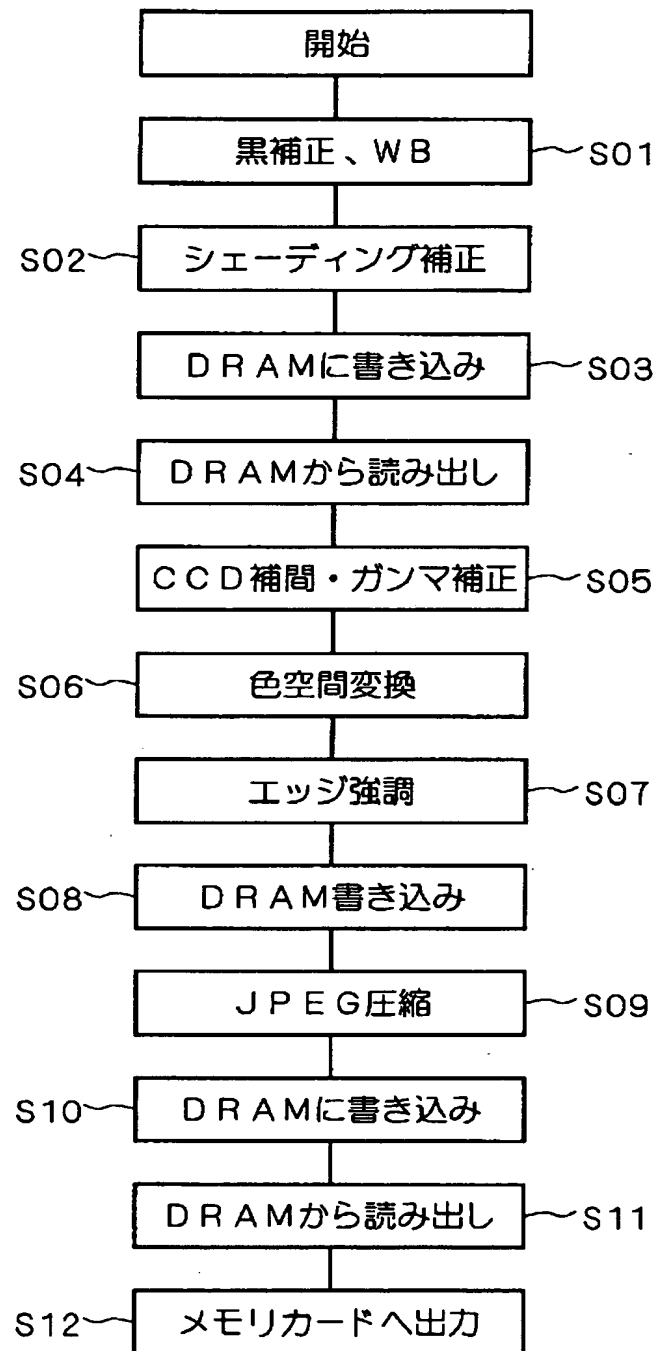 開始
黒補正、WB S01
S02 シェーディング補正
DRAMに書き込み S03
S04 DRAMから読み出し
CCD補間・ガンマ補正 S05
S06 色空間変換
エッジ強調 S07
S08 DRAM書き込み
JPEG圧縮 S09
S10 DRAMに書き込み
DRAMから読み出し S11
S12 メモリカードへ出力